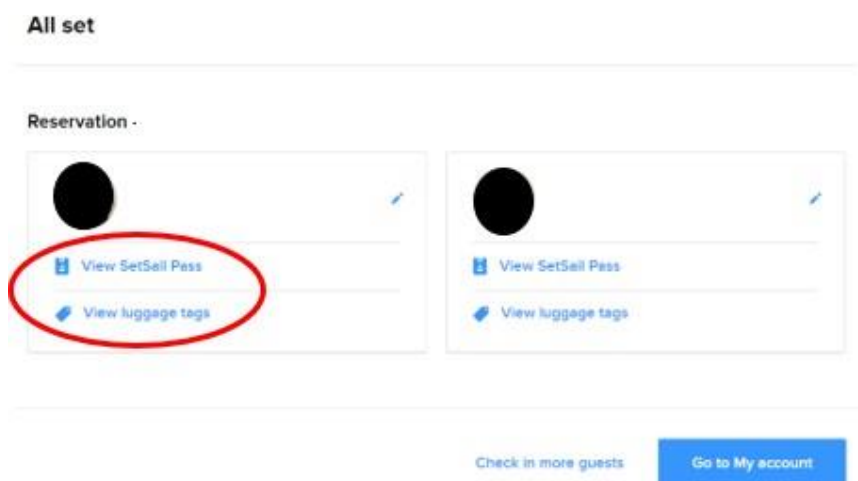 All set
Reservation -
View SetSail Pass
View luggage tags
View SetSail Pass
View luggage tags
Check in more guests
Go to My account